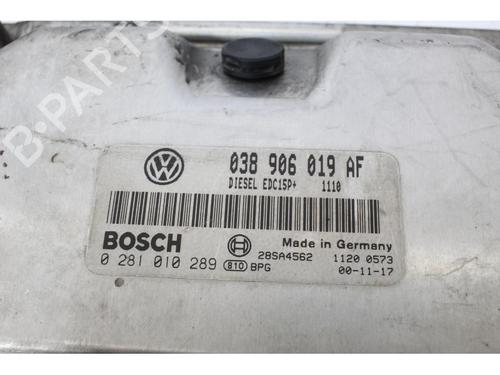 038 906 019 AF
DIESEL EDC15P+ 1110
BOSCH
Made in Germany
0 281 010 289 810 BPG
28SA4562 1120 0573
00-11-17